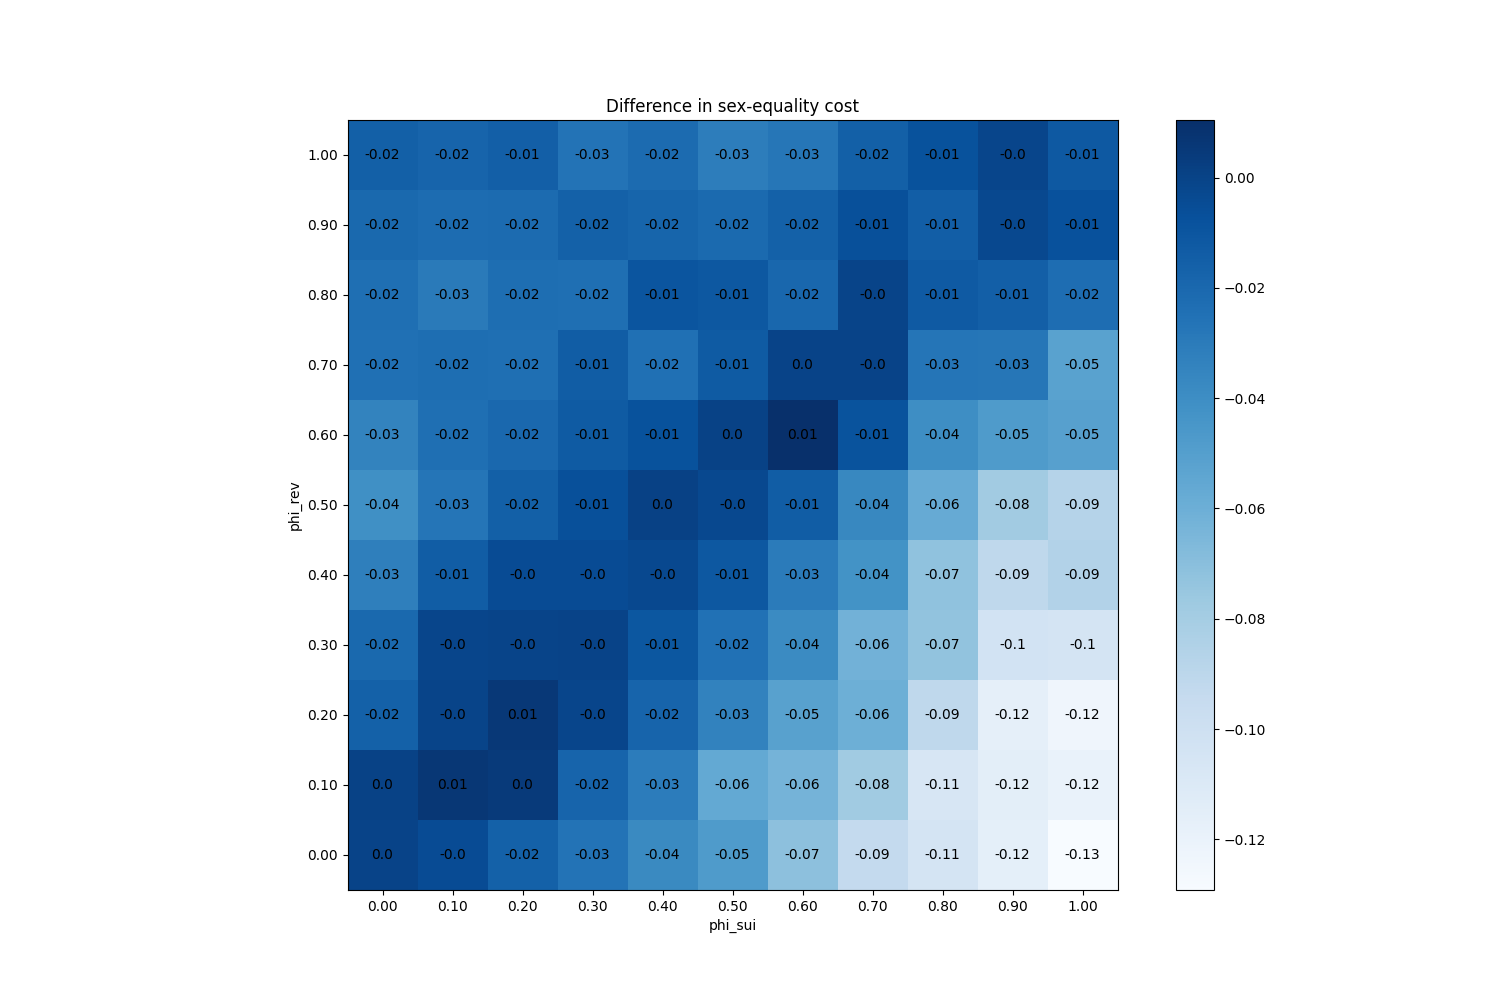 Difference in sex-equality cost
1.00 -0.02 -0.02 -0.01 -0.03 -0.02 -0.03 -0.03 -0.02 -0.01 -0.0 -0.01
0.90 -0.02 -0.02 -0.02 -0.02 -0.02 -0.02 -0.02 -0.01 -0.01 -0.0 -0.01
0.80 -0.02 -0.03 -0.02 -0.02 -0.01 -0.01 -0.02 -0.0 -0.01 -0.01 -0.02
0.70 -0.02 -0.02 -0.02 -0.01 -0.02 -0.01 0.0 -0.0 -0.03 -0.03 -0.05
0.60 -0.03 -0.02 -0.02 -0.01 -0.01 0.0 0.01 -0.01 -0.04 -0.05 -0.05
phi_rev
0.50 -0.04 -0.03 -0.02 -0.01 0.0 -0.0 -0.01 -0.04 -0.06 -0.08 -0.09
0.40 -0.03 -0.01 -0.0 -0.0 -0.0 -0.01 -0.03 -0.04 -0.07 -0.09 -0.09
0.30 -0.02 -0.0 -0.0 -0.0 -0.01 -0.02 -0.04 -0.06 -0.07 -0.1 -0.1
0.20 -0.02 -0.0 0.01 -0.0 -0.02 -0.03 -0.05 -0.06 -0.09 -0.12 -0.12
0.10 0.0 0.01 0.0 -0.02 -0.03 -0.06 -0.06 -0.08 -0.11 -0.12 -0.12
0.00 0.0 -0.0 -0.02 -0.03 -0.04 -0.05 -0.07 -0.09 -0.11 -0.12 -0.13
0.00 0.10 0.20 0.30 0.40 0.50 0.60 0.70 0.80 0.90 1.00
phi_sui
0.00
−0.02
−0.04
−0.06
−0.08
−0.10
−0.12